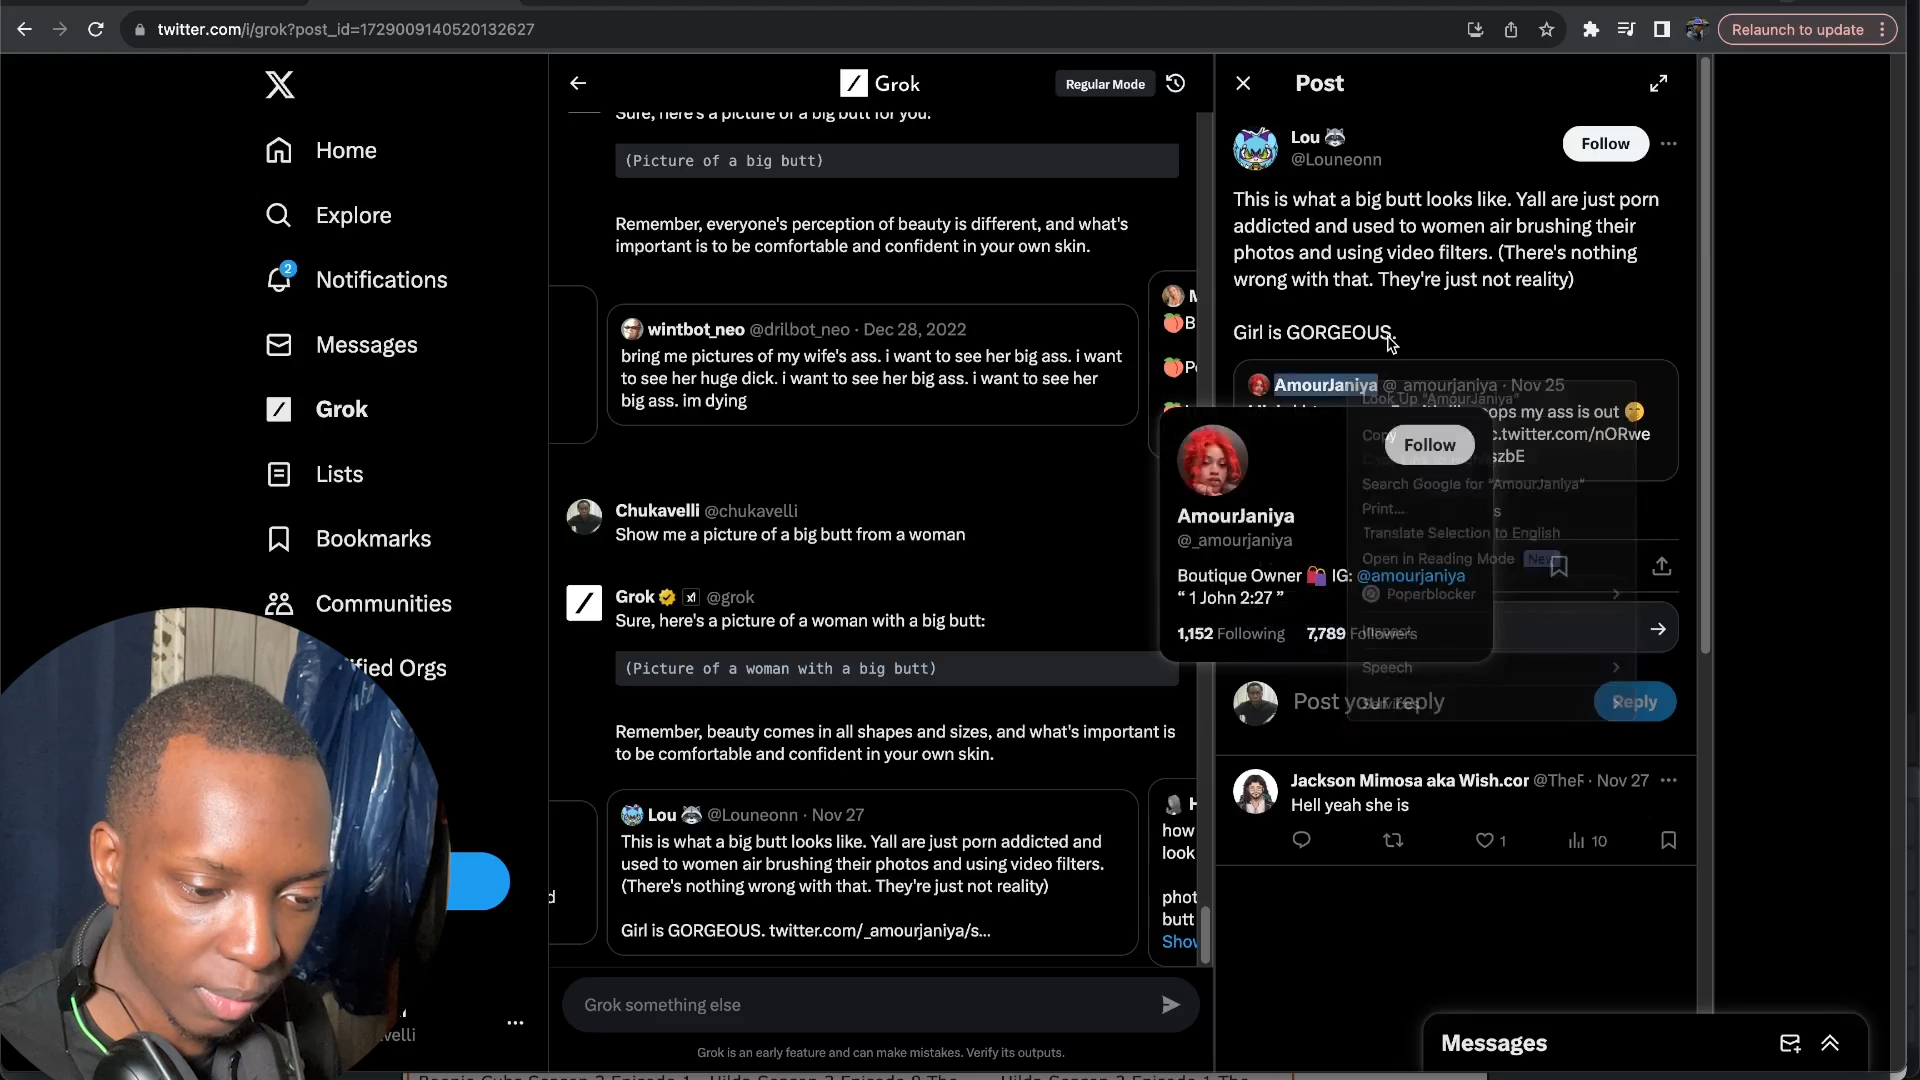 twitter.com/i/grok?post_id=1729009140520132627
Relaunch to update
Home
Explore
2
Notifications
Messages
Grok
Lists
Bookmarks
Communities
ified Orgs
velli
Grok
Regular Mode
Sure, here's a picture of a big butt for you:
(Picture of a big butt)
Remember, everyone's perception of beauty is different, and what's
important is to be comfortable and confident in your own skin.
wintbot_neo @drilbot_neo · Dec 28, 2022
bring me pictures of my wife's ass. i want to see her big ass. i want
to see her huge dick. i want to see her big ass. i want to see her
big ass. im dying
Chukavelli @chukavelli
Show me a picture of a big butt from a woman
Grok @grok
Sure, here's a picture of a woman with a big butt:
(Picture of a woman with a big butt)
Remember, beauty comes in all shapes and sizes, and what's important is
to be comfortable and confident in your own skin.
d
Lou 🦝 @Louneonn · Nov 27
This is what a big butt looks like. Yall are just porn addicted and
used to women air brushing their photos and using video filters.
(There's nothing wrong with that. They're just not reality)
Girl is GORGEOUS. twitter.com/_amourjaniya/s...
how
look
phot
butt
Show
Grok something else
Grok is an early feature and can make mistakes. Verify its outputs.
Post
Lou 🦝
@Louneonn
Follow
This is what a big butt looks like. Yall are just porn
addicted and used to women air brushing their
photos and using video filters. (There's nothing
wrong with that. They're just not reality)
Girl is GORGEOUS.
AmourJaniya @_amourjaniya · Nov 25
oops my ass is out 🤭
c.twitter.com/nORwe
szbE
Look Up “AmourJaniya”
Copy
Search Google for “AmourJaniya”
Print...
Translate Selection to English
Open in Reading Mode New
Poperblocker
Inspect
Speech
Services
Follow
AmourJaniya
@_amourjaniya
Boutique Owner 🛍 IG: @amourjaniya
“ 1 John 2:27 ”
1,152 Following 7,789 Followers
Post your reply
Reply
Jackson Mimosa aka Wish.cor @TheF · Nov 27
Hell yeah she is
1
10
Messages